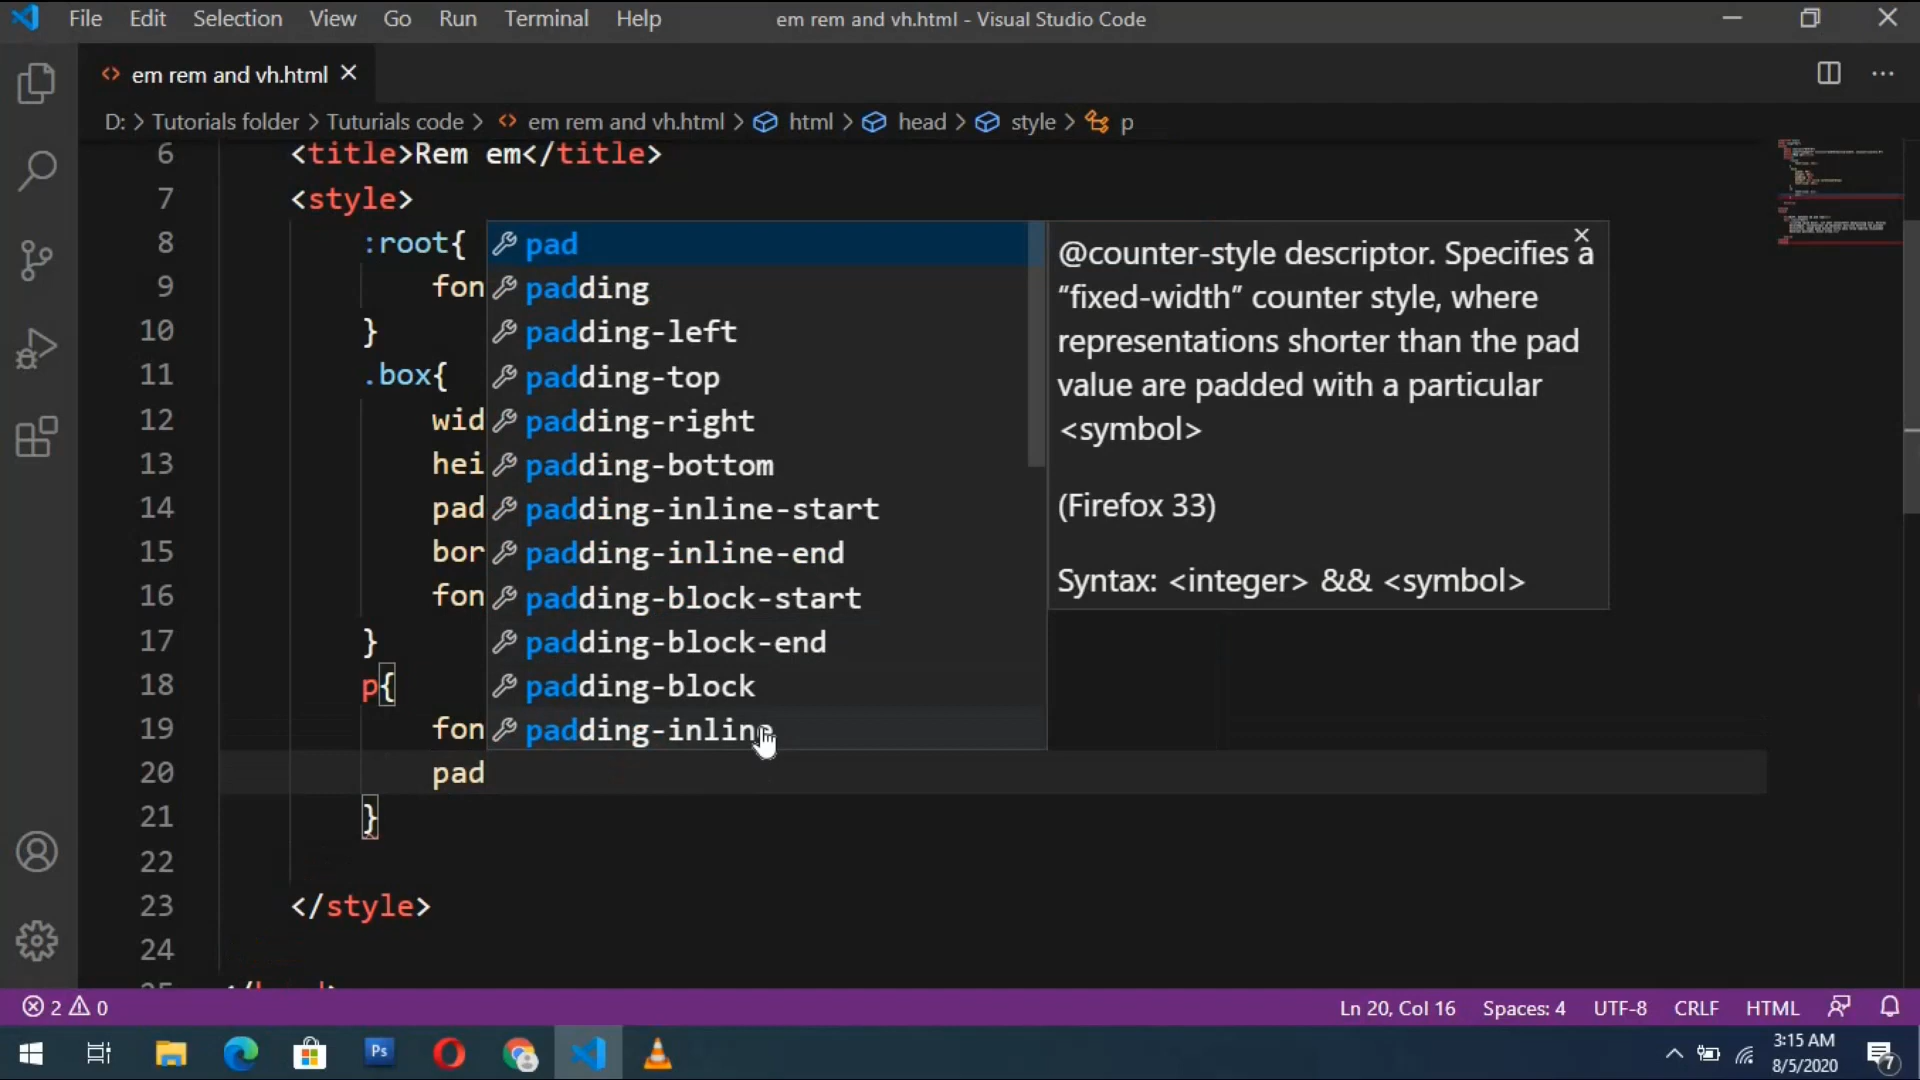 File Edit Selection View Go Run Terminal Help em rem and vh.html - Visual Studio Code
em rem and vh.html
D: > Tutorials folder > Tuturials code > em rem and vh.html > html > head > style > p
6 <title>Rem em</title>
7 <style>
8 :root{
9 fon
10 }
11 .box{
12 wid
13 hei
14 pad
15 bor
16 fon
17 }
18 p{
19 fon
20 pad
21 }
22
23 </style>
24
pad
padding
padding-left
padding-top
padding-right
padding-bottom
padding-inline-start
padding-inline-end
padding-block-start
padding-block-end
padding-block
padding-inline
@counter-style descriptor. Specifies a
“fixed-width” counter style, where
representations shorter than the pad
value are padded with a particular
<symbol>
(Firefox 33)
Syntax: <integer> && <symbol>
2 0 Ln 20, Col 16 Spaces: 4 UTF-8 CRLF HTML
Ps
3:15 AM
8/5/2020
7